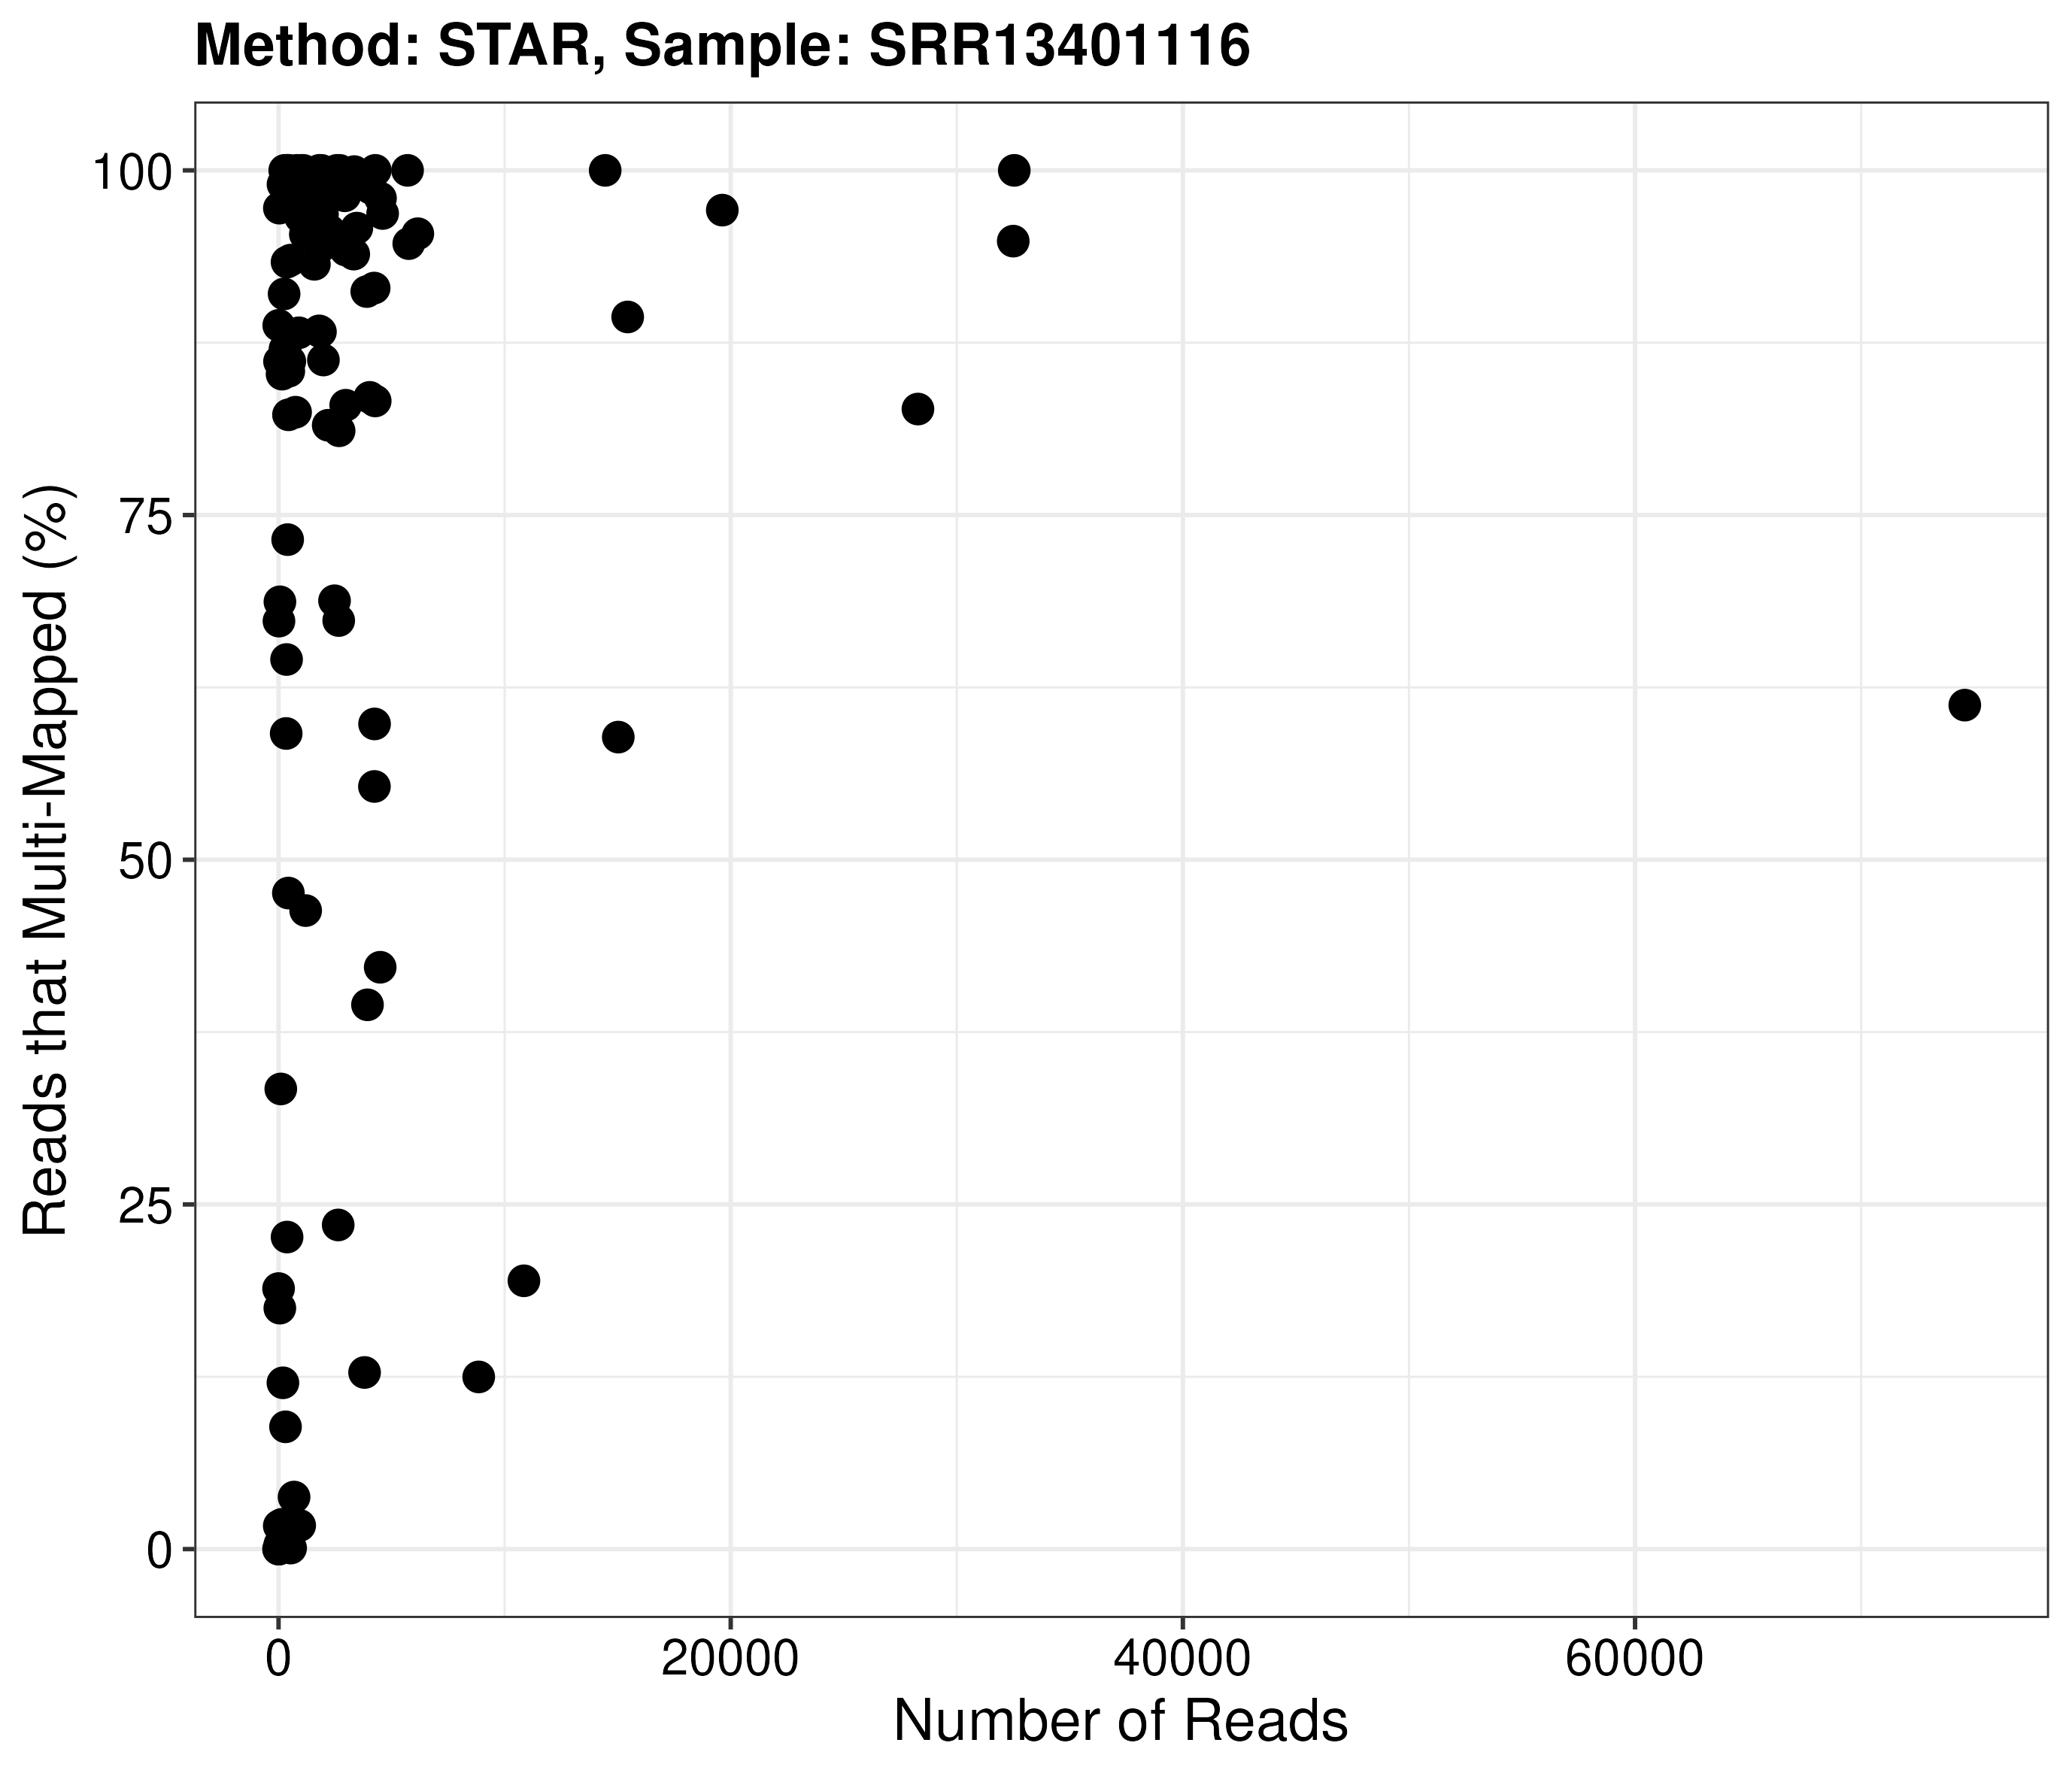 Method: STAR, Sample: SRR13401116
Reads that Multi-Mapped (%)
100
75
50
25
0
0 20000 40000 60000
Number of Reads